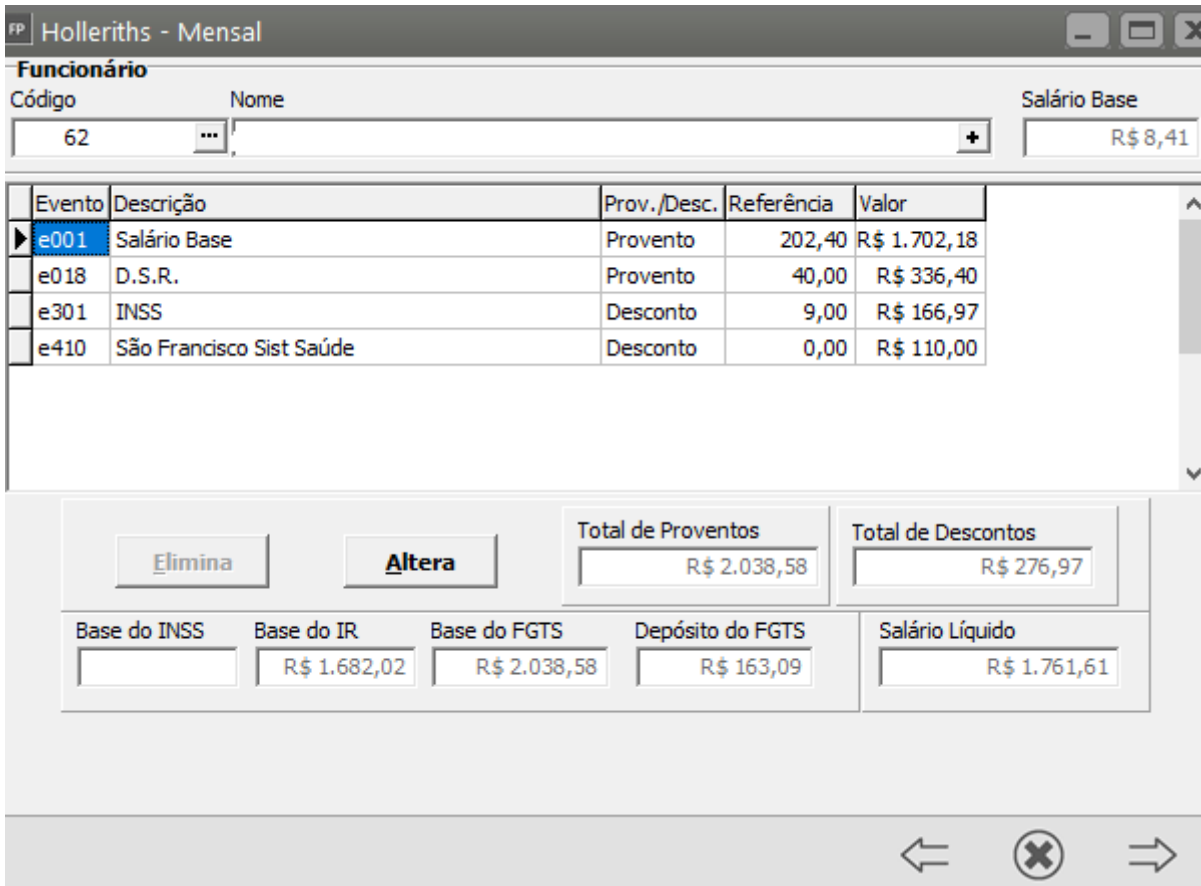 FP Holleriths - Mensal
Funcionário
Código Nome Salário Base
62 ... + R$ 8,41
Evento Descrição Prov./Desc. Referência Valor
e001 Salário Base Provento 202,40 R$ 1.702,18
e018 D.S.R. Provento 40,00 R$ 336,40
e301 INSS Desconto 9,00 R$ 166,97
e410 São Francisco Sist Saúde Desconto 0,00 R$ 110,00
Total de Proventos Total de Descontos
Elimina Altera R$ 2.038,58 R$ 276,97
Base do INSS Base do IR Base do FGTS Depósito do FGTS Salário Líquido
R$ 1.682,02 R$ 2.038,58 R$ 163,09 R$ 1.761,61